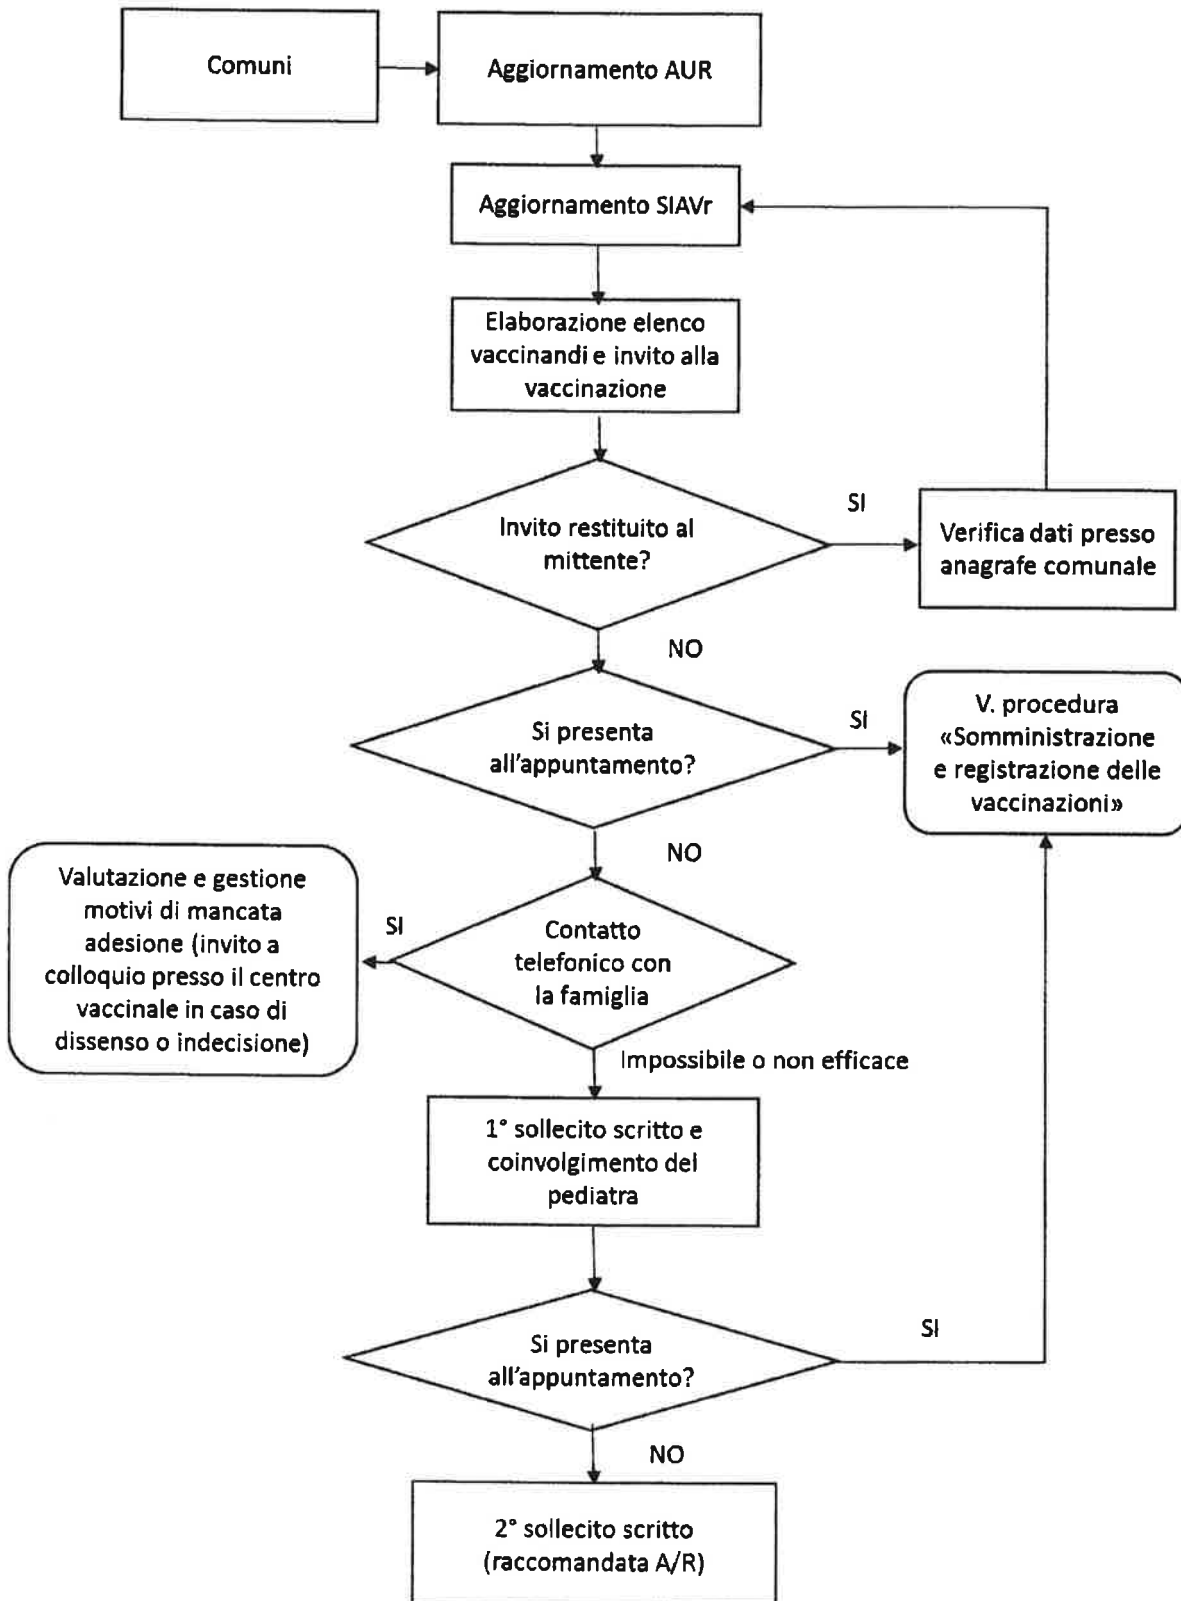 Comuni
Aggiornamento AUR
Aggiornamento SIAVr
Elaborazione elenco
vaccinandi e invito alla
vaccinazione
Invito restituito al
mittente?
SI
Verifica dati presso
anagrafe comunale
NO
Si presenta
all'appuntamento?
SI
V. procedura
«Somministrazione
e registrazione delle
vaccinazioni»
NO
Contatto
telefonico con
la famiglia
SI
Valutazione e gestione
motivi di mancata
adesione (invito a
colloquio presso il centro
vaccinale in caso di
dissenso o indecisione)
Impossibile o non efficace
1° sollecito scritto e
coinvolgimento del
pediatra
Si presenta
all'appuntamento?
SI
NO
2° sollecito scritto
(raccomandata A/R)